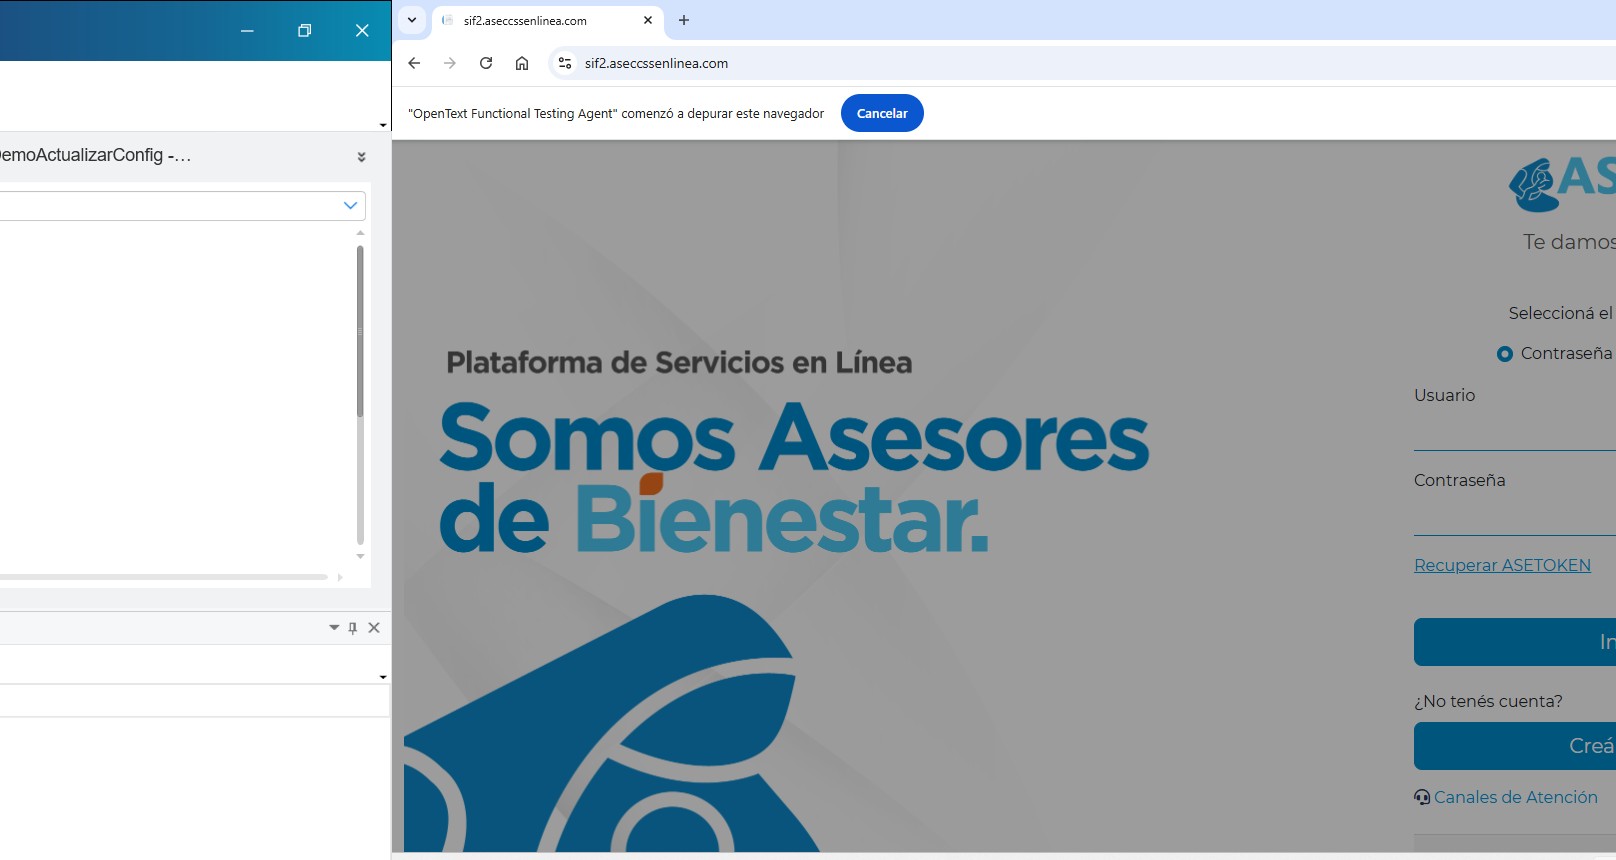 sif2.aseccssenlinea.com
sif2.aseccssenlinea.com
"OpenText Functional Testing Agent" comenzó a depurar este navegador
Cancelar
emoActualizarConfig -...
AS
Te damos
Seleccioná el
Contraseña
Usuario
Contraseña
Recuperar ASETOKEN
In
¿No tenés cuenta?
Creá
Canales de Atención
Plataforma de Servicios en Línea
Somos Asesores
de Bienestar.